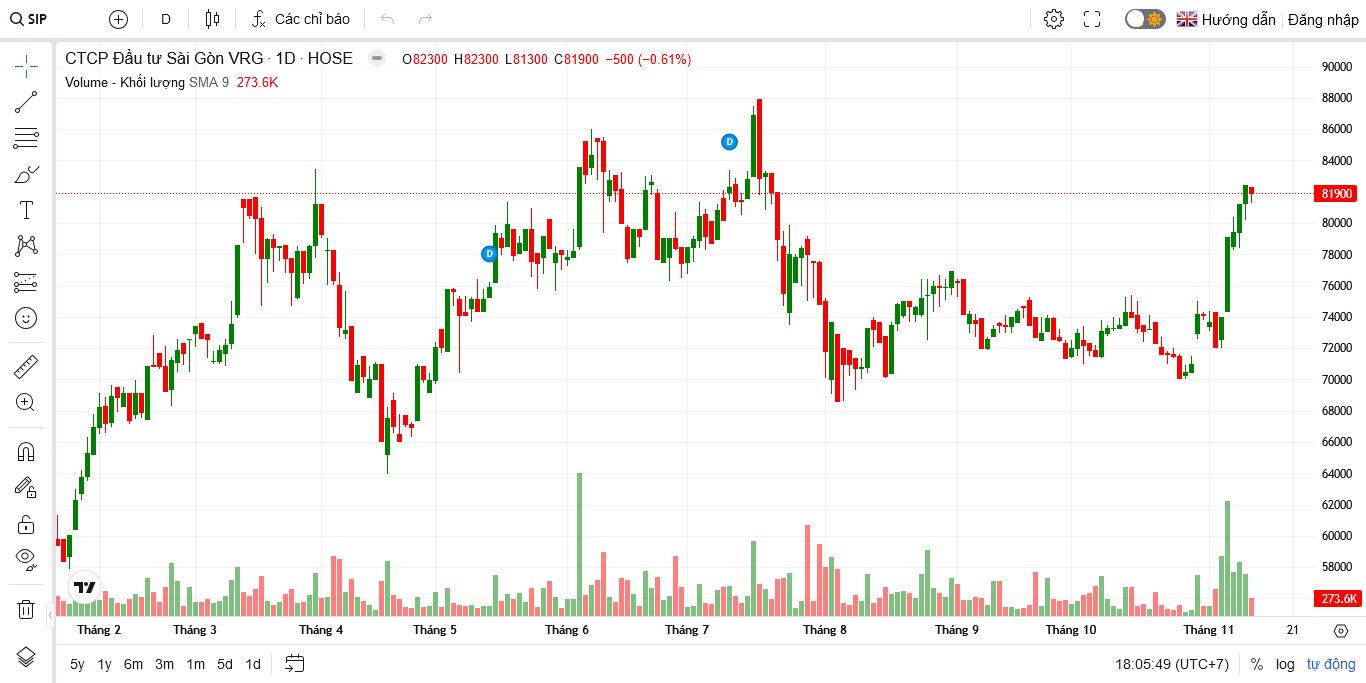 SIP D Các chỉ báo Hướng dẫn Đăng nhập
CTCP Đầu tư Sài Gòn VRG · 1D · HOSE O82300 H82300 L81300 C81900 −500 (−0.61%)
Volume - Khối lượng SMA 9 273.6K
90000
88000
86000
84000
81900
80000
78000
76000
74000
72000
70000
68000
66000
64000
62000
60000
58000
273.6K
D
D
Tháng 2 Tháng 3 Tháng 4 Tháng 5 Tháng 6 Tháng 7 Tháng 8 Tháng 9 Tháng 10 Tháng 11 21
5y 1y 6m 3m 1m 5d 1d 18:05:49 (UTC+7) % log tự động